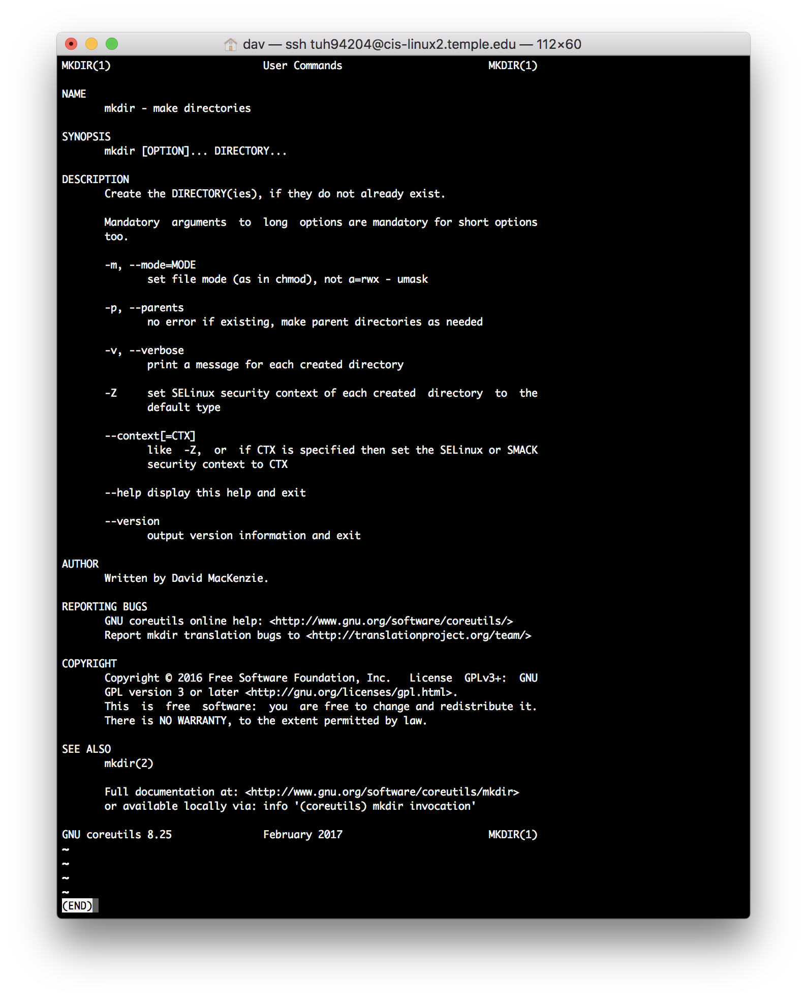 dav — ssh tuh94204@cis-linux2.temple.edu — 112×60
MKDIR(1)                         User Commands                        MKDIR(1)
NAME
       mkdir - make directories
SYNOPSIS
       mkdir [OPTION]... DIRECTORY...
DESCRIPTION
       Create the DIRECTORY(ies), if they do not already exist.
       Mandatory  arguments  to  long  options are mandatory for short options
       too.
       -m, --mode=MODE
              set file mode (as in chmod), not a=rwx - umask
       -p, --parents
              no error if existing, make parent directories as needed
       -v, --verbose
              print a message for each created directory
       -Z     set SELinux security context of each created  directory  to  the
              default type
       --context[=CTX]
              like  -Z,  or  if CTX is specified then set the SELinux or SMACK
              security context to CTX
       --help display this help and exit
       --version
              output version information and exit
AUTHOR
       Written by David MacKenzie.
REPORTING BUGS
       GNU coreutils online help: <http://www.gnu.org/software/coreutils/>
       Report mkdir translation bugs to <http://translationproject.org/team/>
COPYRIGHT
       Copyright © 2016 Free Software Foundation, Inc.   License  GPLv3+:  GNU
       GPL version 3 or later <http://gnu.org/licenses/gpl.html>.
       This  is  free  software:  you  are free to change and redistribute it.
       There is NO WARRANTY, to the extent permitted by law.
SEE ALSO
       mkdir(2)
       Full documentation at: <http://www.gnu.org/software/coreutils/mkdir>
       or available locally via: info '(coreutils) mkdir invocation'
GNU coreutils 8.25               February 2017                        MKDIR(1)
~
~
~
~
(END)